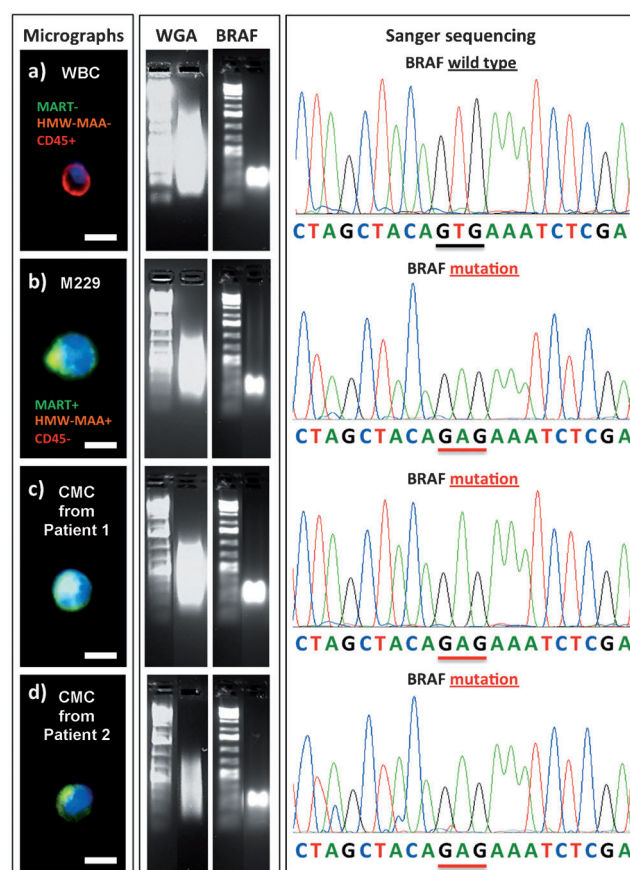 Micrographs
WGA BRAF
Sanger sequencing
a) WBC
MART-
HMW-MAA-
CD45+
BRAF wild type
CTAGCTACAGTGAAATCTCGA
b) M229
MART+
HMW-MAA+
CD45-
BRAF mutation
CTAGCTACAGAGAAATCTCGA
c) CMC
from
Patient 1
BRAF mutation
CTAGCTACAGAGAAATCTCGA
d) CMC
from
Patient 2
BRAF mutation
CTAGCTACAGAGAAATCTCGA